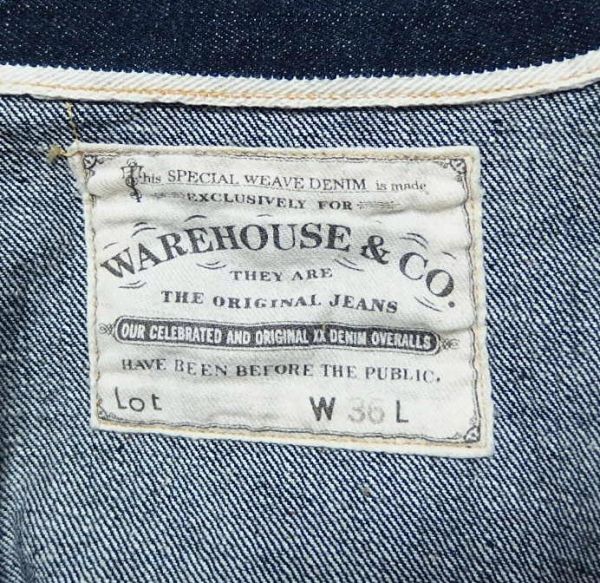 This SPECIAL WEAVE DENIM is made
EXCLUSIVELY FOR
WAREHOUSE & CO.
THEY ARE
THE ORIGINAL JEANS
OUR CELEBRATED AND ORIGINAL XX DENIM OVERALLS
HAVE BEEN BEFORE THE PUBLIC.
Lot W 36 L